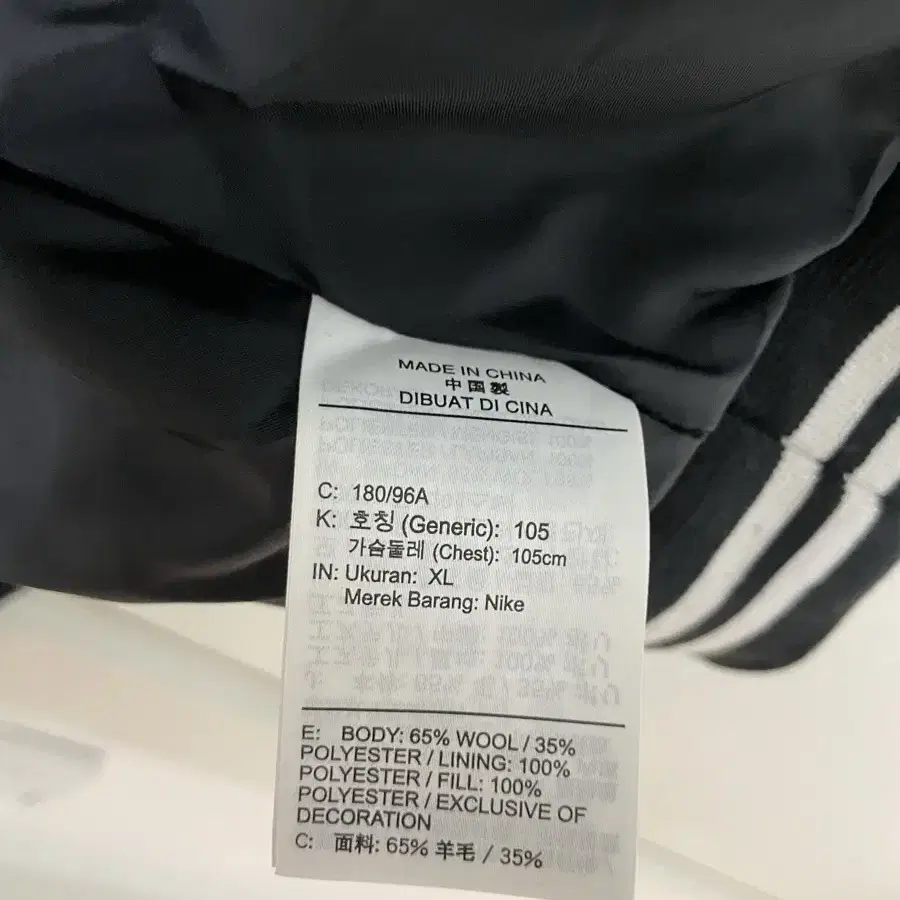 MADE IN CHINA
中国製
DIBUAT DI CINA
C: 180/96A
K: 호칭 (Generic): 105
가슴둘레 (Chest): 105cm
IN: Ukuran: XL
Merek Barang: Nike
E: BODY: 65% WOOL / 35%
POLYESTER / LINING: 100%
POLYESTER / FILL: 100%
POLYESTER / EXCLUSIVE OF
DECORATION
C: 面料: 65% 羊毛 / 35%